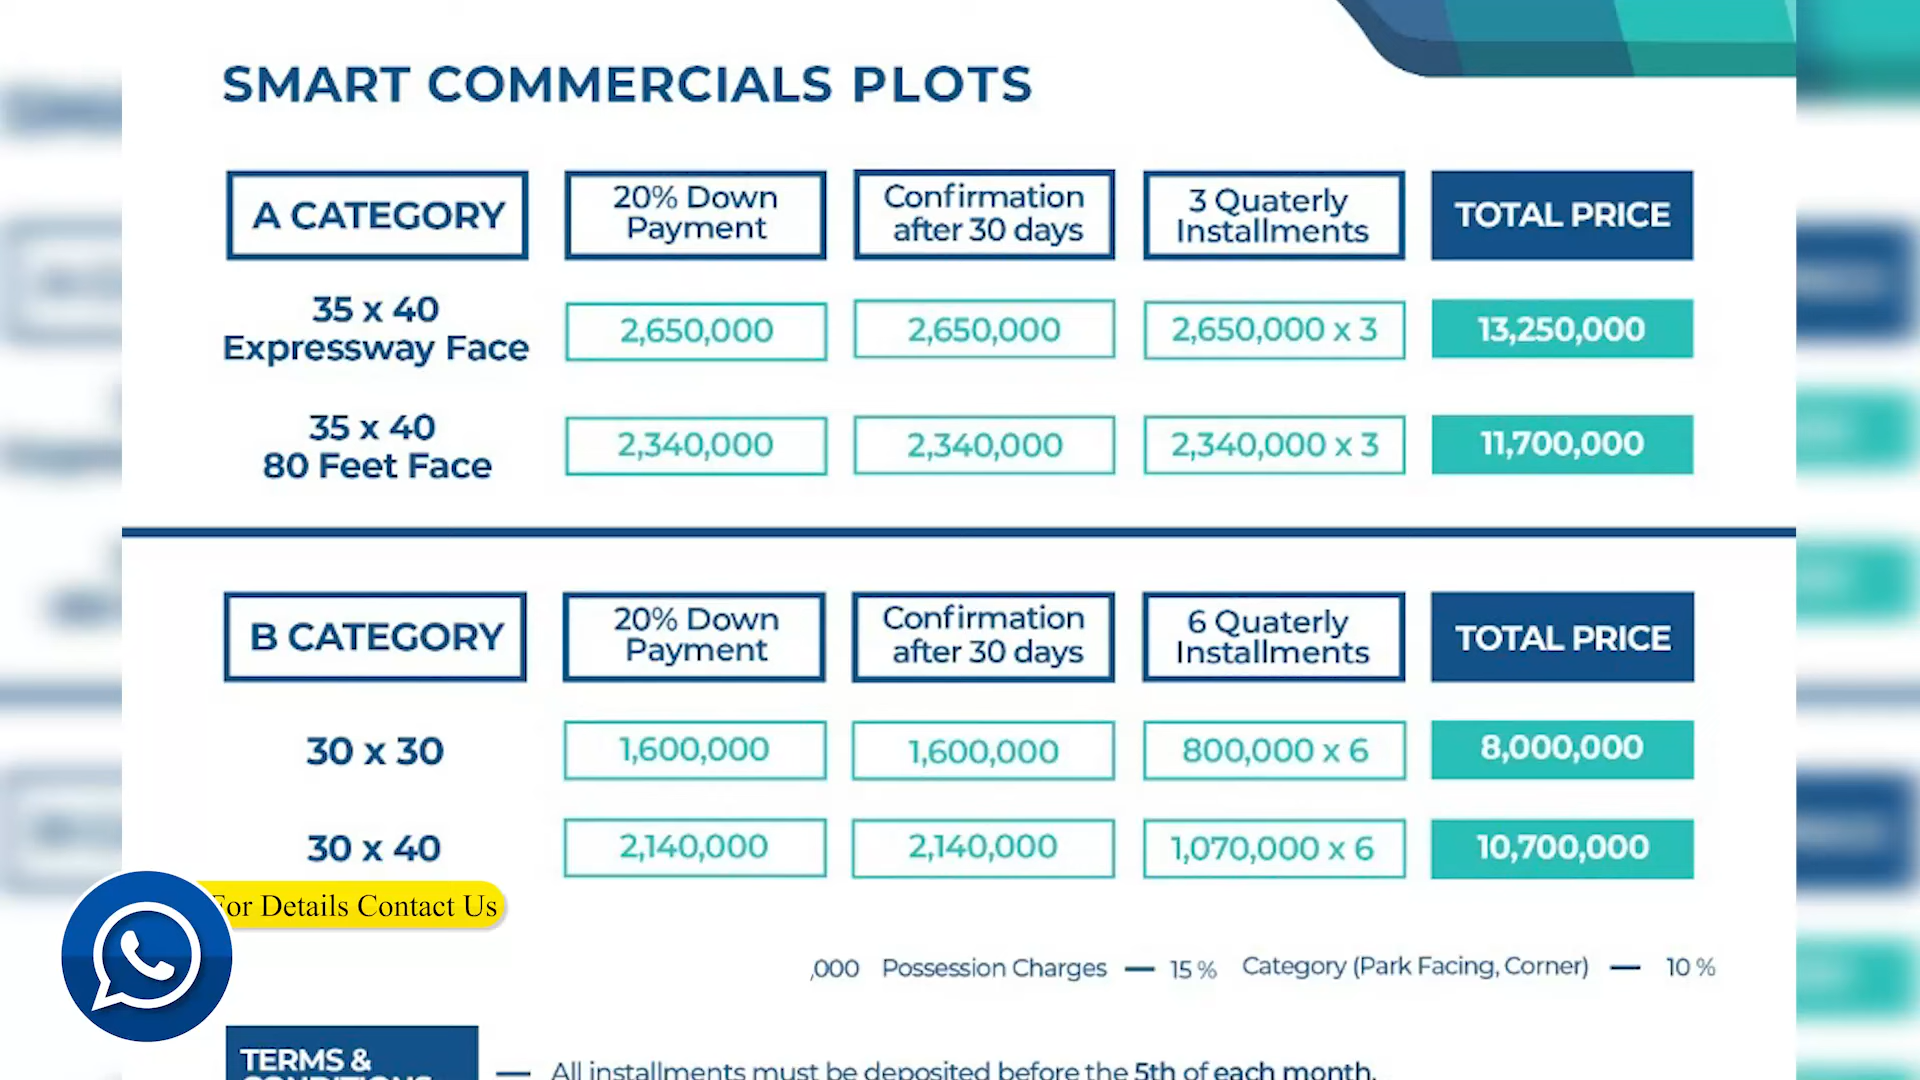 SMART COMMERCIALS PLOTS
A CATEGORY
20% Down
Payment
Confirmation
after 30 days
3 Quaterly
Installments
TOTAL PRICE
35 x 40
Expressway Face
2,650,000
2,650,000
2,650,000 x 3
13,250,000
35 x 40
80 Feet Face
2,340,000
2,340,000
2,340,000 x 3
11,700,000
B CATEGORY
20% Down
Payment
Confirmation
after 30 days
6 Quaterly
Installments
TOTAL PRICE
30 x 30
1,600,000
1,600,000
800,000 x 6
8,000,000
30 x 40
2,140,000
2,140,000
1,070,000 x 6
10,700,000
For Details Contact Us
,000 Possession Charges — 15 % Category (Park Facing, Corner) — 10 %
TERMS &
— All installments must be deposited before the 5th of each month.